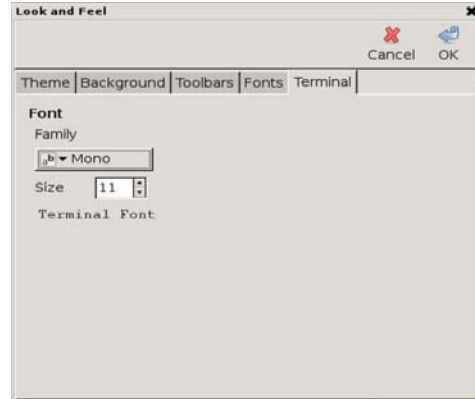 Look and Feel
Cancel OK
Theme Background Toolbars Fonts Terminal
Font
Family
Mono
Size 11
Terminal Font